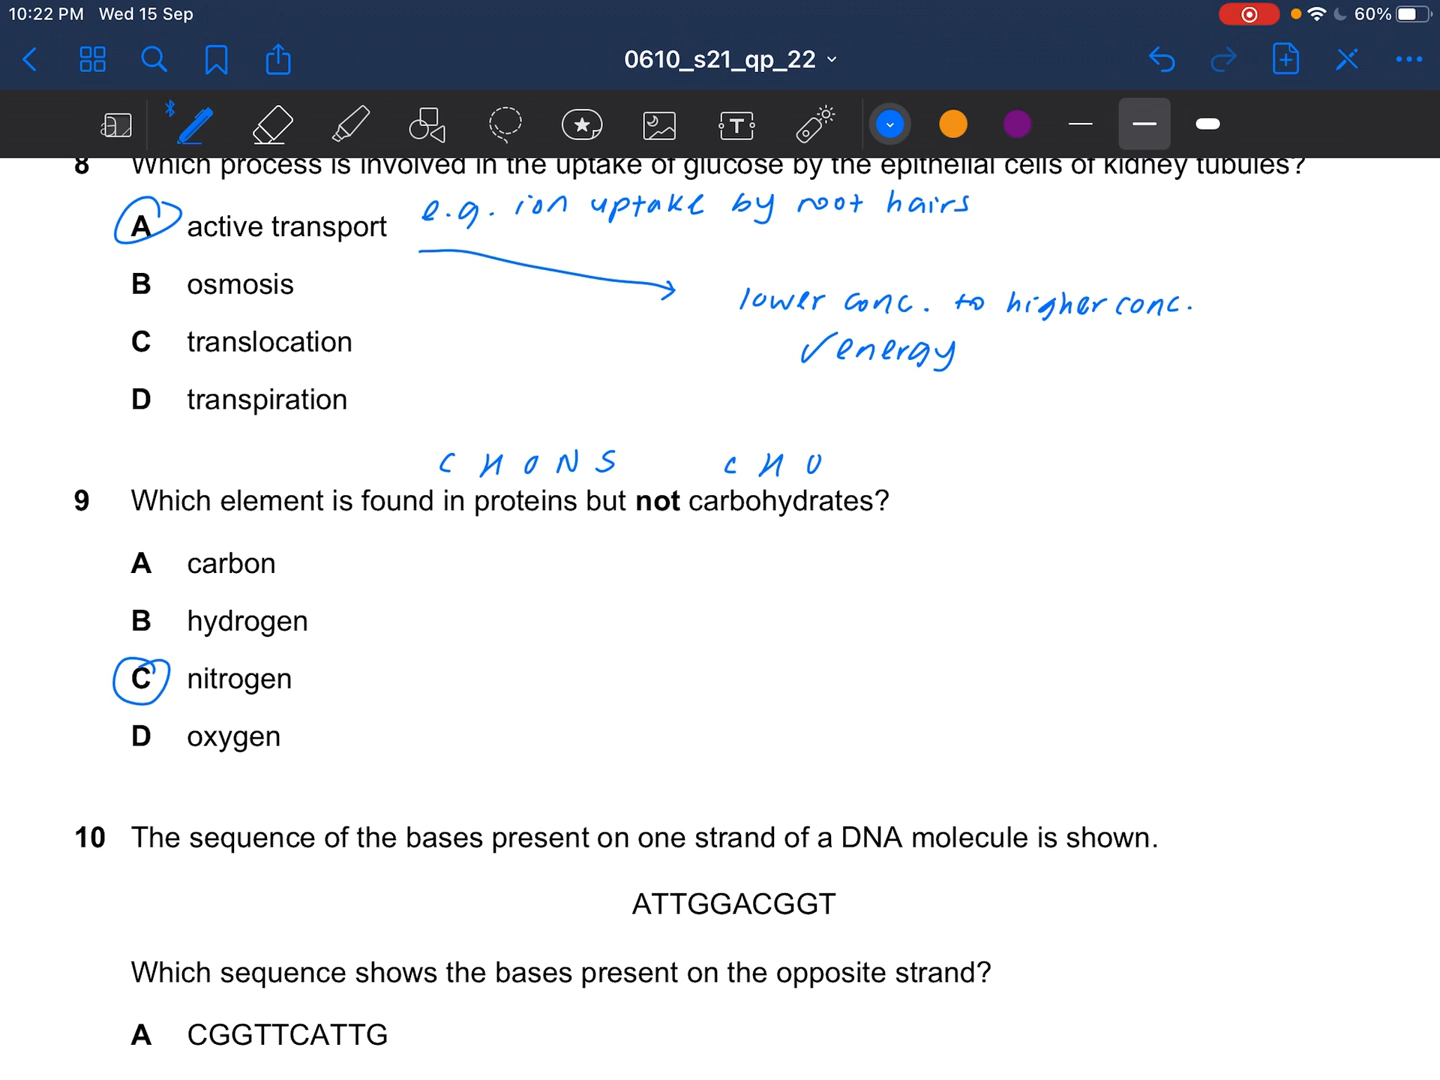 10:22 PM Wed 15 Sep
60%
0610_s21_qp_22
T
8 Which process is involved in the uptake of glucose by the epithelial cells of kidney tubules?
A active transport
e.g. ion uptake by root hairs
B osmosis
lower conc. to higher conc.
C translocation
✓energy
D transpiration
C H O N S C H O
9 Which element is found in proteins but not carbohydrates?
A carbon
B hydrogen
C nitrogen
D oxygen
10 The sequence of the bases present on one strand of a DNA molecule is shown.
ATTGGACGGT
Which sequence shows the bases present on the opposite strand?
A CGGTTCATTG